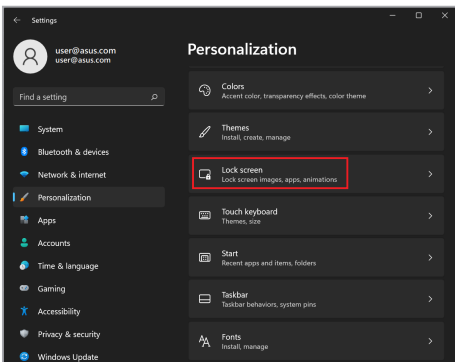 Settings
user@asus.com
user@asus.com
Find a setting
System
Bluetooth & devices
Network & internet
Personalization
Apps
Accounts
Time & language
Gaming
Accessibility
Privacy & security
Windows Update
Personalization
Colors
Accent color, transparency effects, color theme
Themes
Install, create, manage
Lock screen
Lock screen images, apps, animations
Touch keyboard
Themes, size
Start
Recent apps and items, folders
Taskbar
Taskbar behaviors, system pins
Fonts
Install, manage